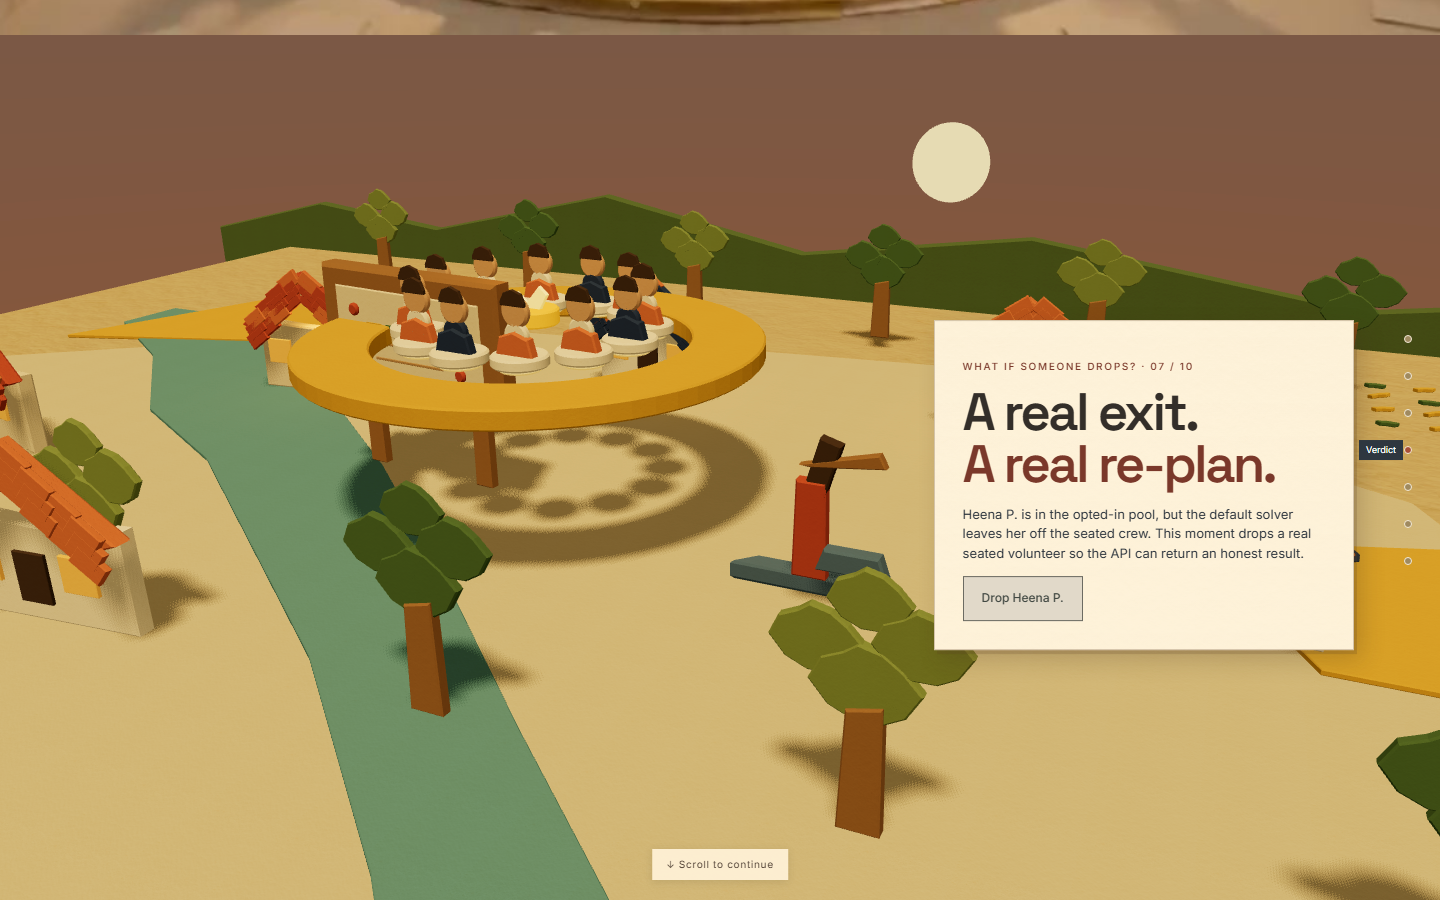 WHAT IF SOMEONE DROPS? · 07 / 10
A real exit.
A real re-plan.
Verdict
Heena P. is in the opted-in pool, but the default solver
leaves her off the seated crew. This moment drops a real
seated volunteer so the API can return an honest result.
Drop Heena P.
↓ Scroll to continue